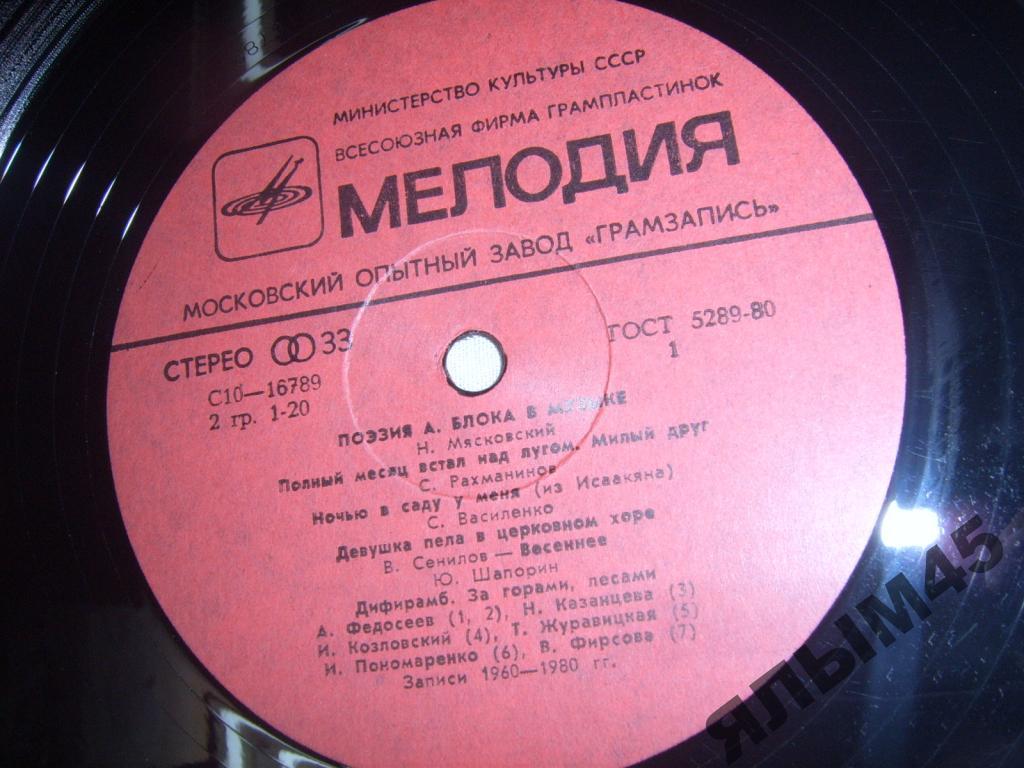 МИНИСТЕРСТВО КУЛЬТУРЫ СССР
ВСЕСОЮЗНАЯ ФИРМА ГРАМПЛАСТИНОК
МЕЛОДИЯ
МОСКОВСКИЙ ОПЫТНЫЙ ЗАВОД «ГРАМЗАПИСЬ»
СТЕРЕО 33
ГОСТ 5289-80
С10—16789
1
2 гр. 1-20
ПОЭЗИЯ А. БЛОКА В МУЗЫКЕ
Н. Мясковский
Полный месяц встал над лугом. Милый друг
С. Рахманинов
Ночью в саду у меня (из Исаакяна)
С. Василенко
Девушка пела в церковном хоре
В. Сенилов — Весеннее
Ю. Шапорин
Дифирамб. За горами, лесами
А. Федосеев (1, 2), Н. Казанцева (3)
И. Козловский (4), Т. Журавицкая (5)
И. Пономаренко (6), В. Фирсова (7)
Записи 1960—1980 гг.
ЯЛЫМ45